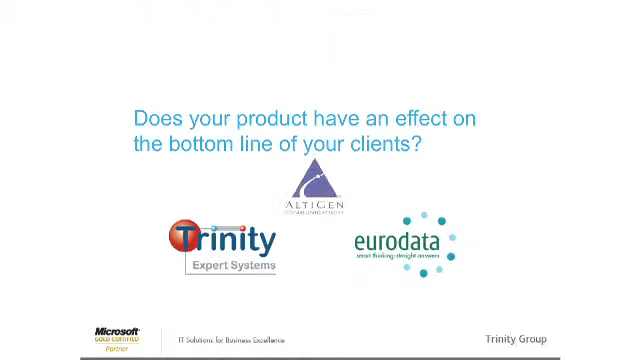 Does your product have an effect on
the bottom line of your clients?
ALTIGEN
COMMUNICATIONS
Trinity
Expert Systems
eurodata
smart thinking·straight answers
Microsoft
GOLD CERTIFIED
Partner
IT Solutions for Business Excellence
Trinity Group